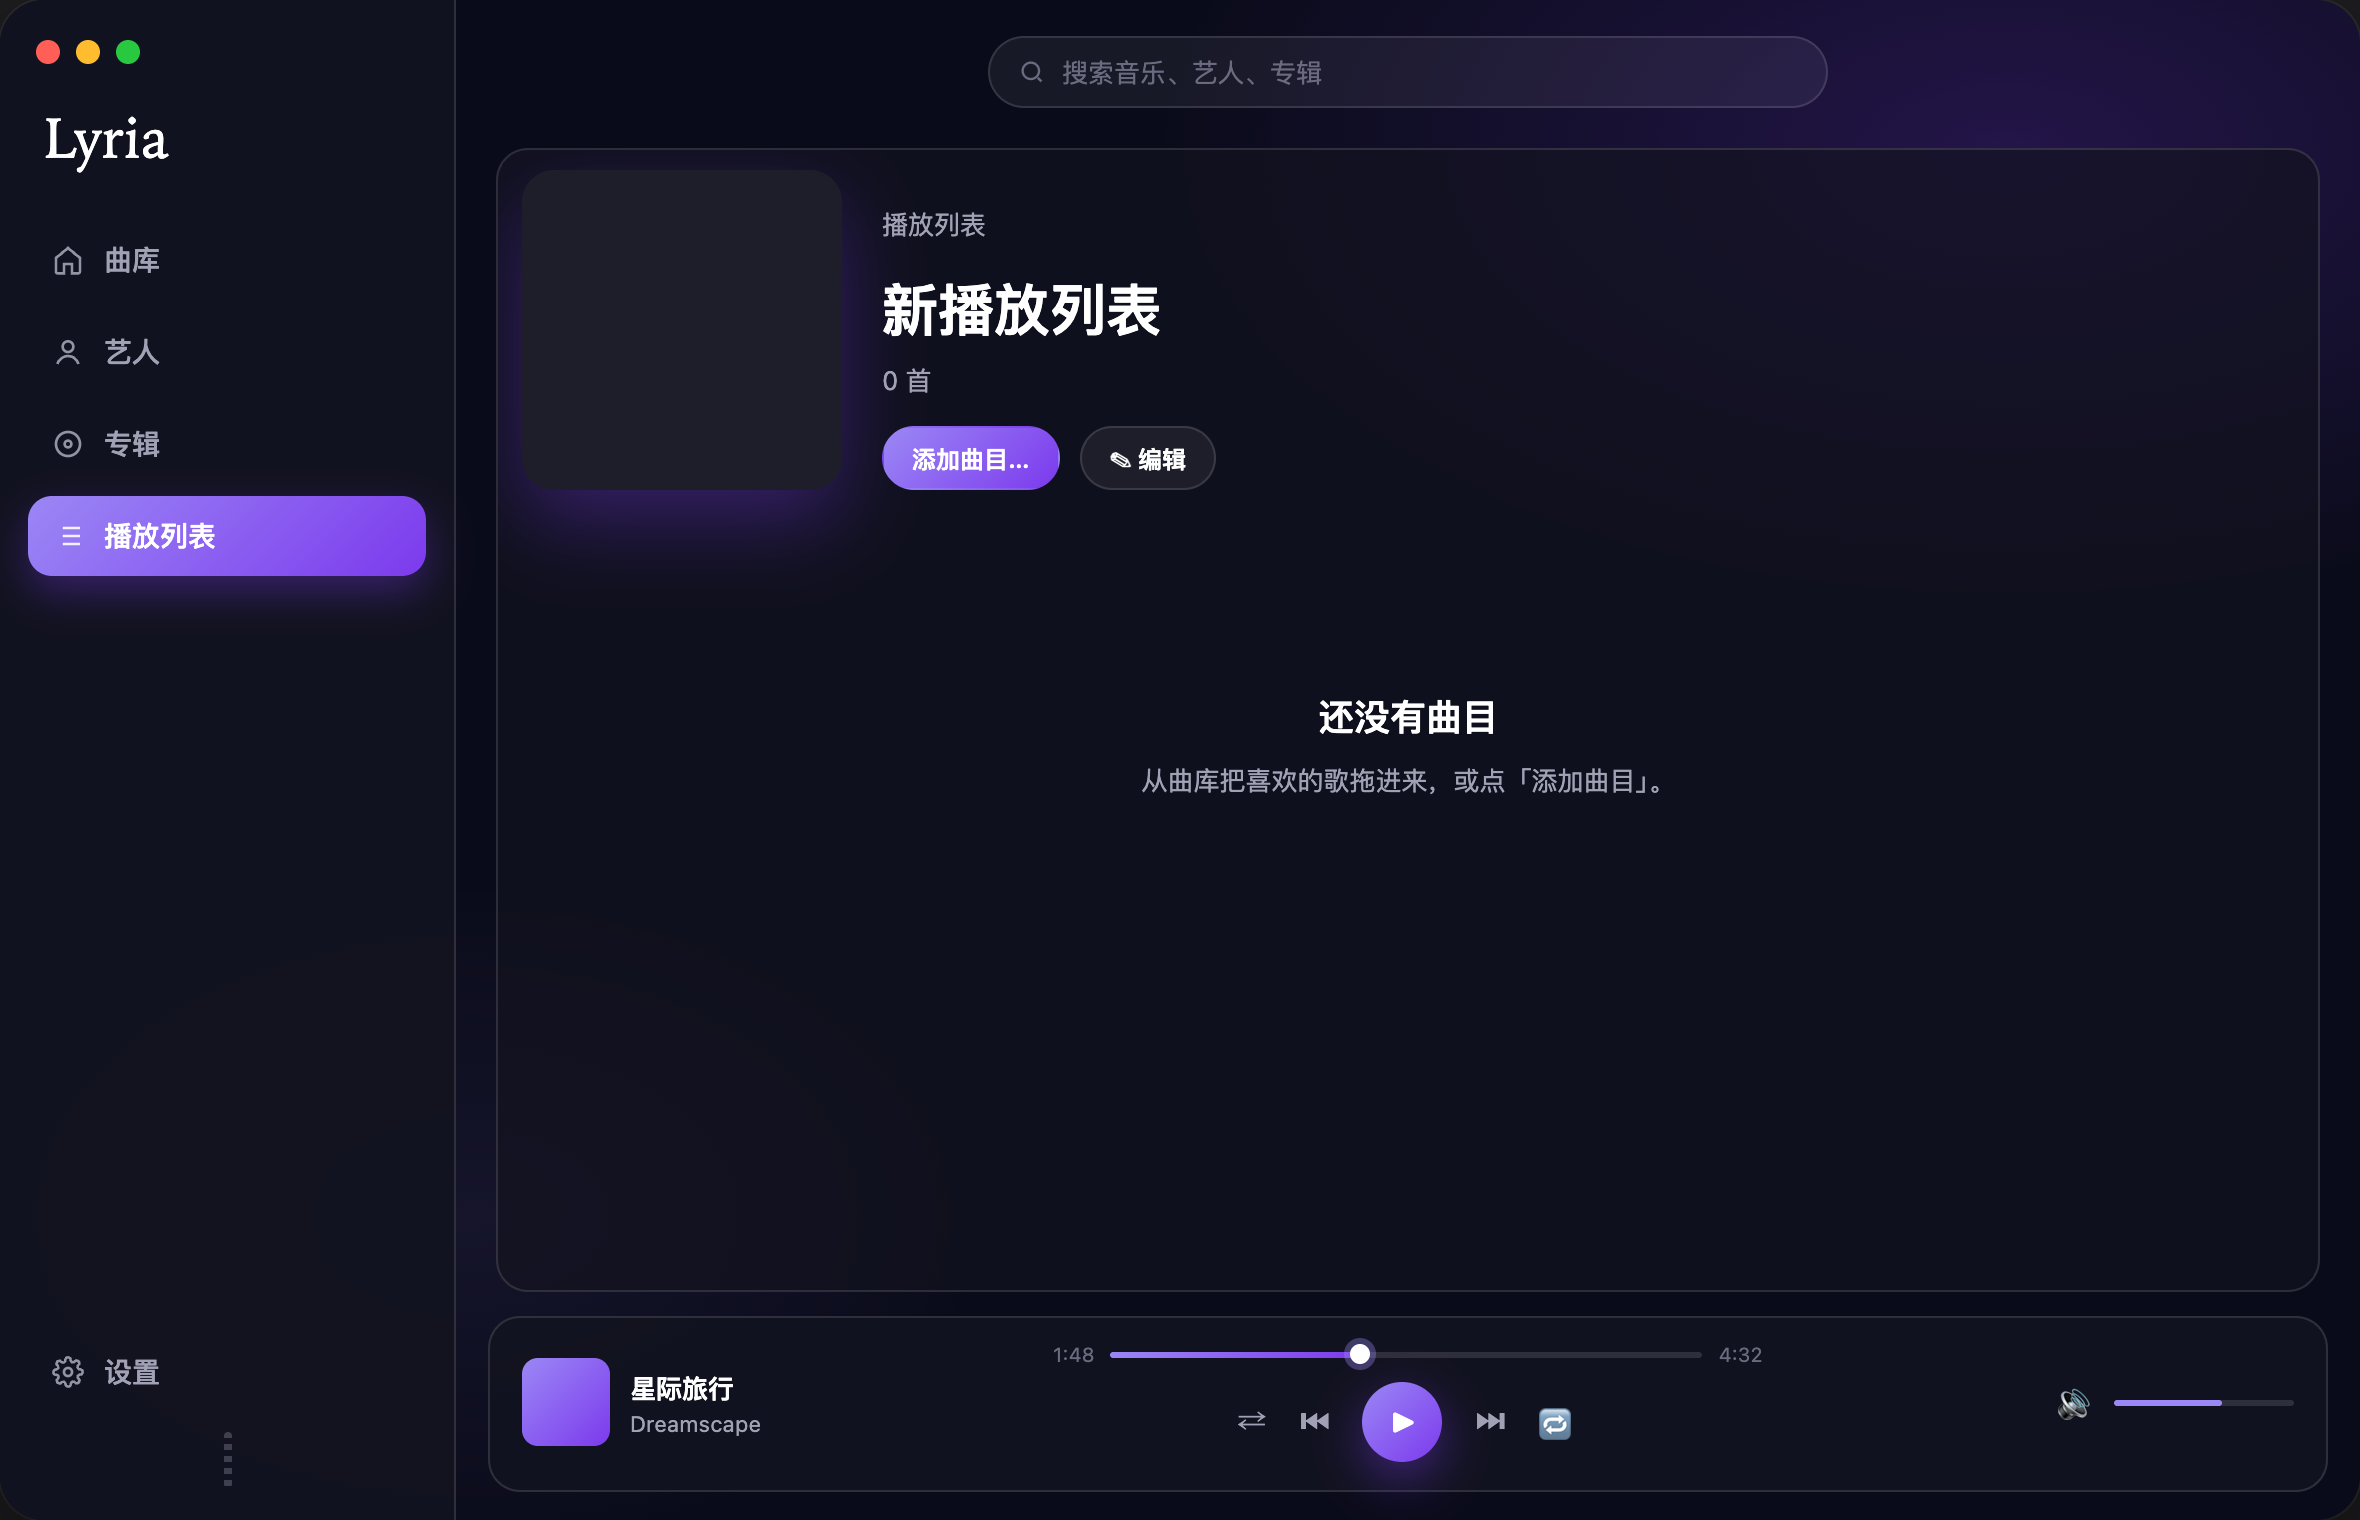 Lyria
曲库
艺人
专辑
播放列表
设置
搜索音乐、艺人、专辑
播放列表
新播放列表
0 首
添加曲目...
✎ 编辑
还没有曲目
从曲库把喜欢的歌拖进来，或点「添加曲目」。
星际旅行
Dreamscape
1:48
4:32